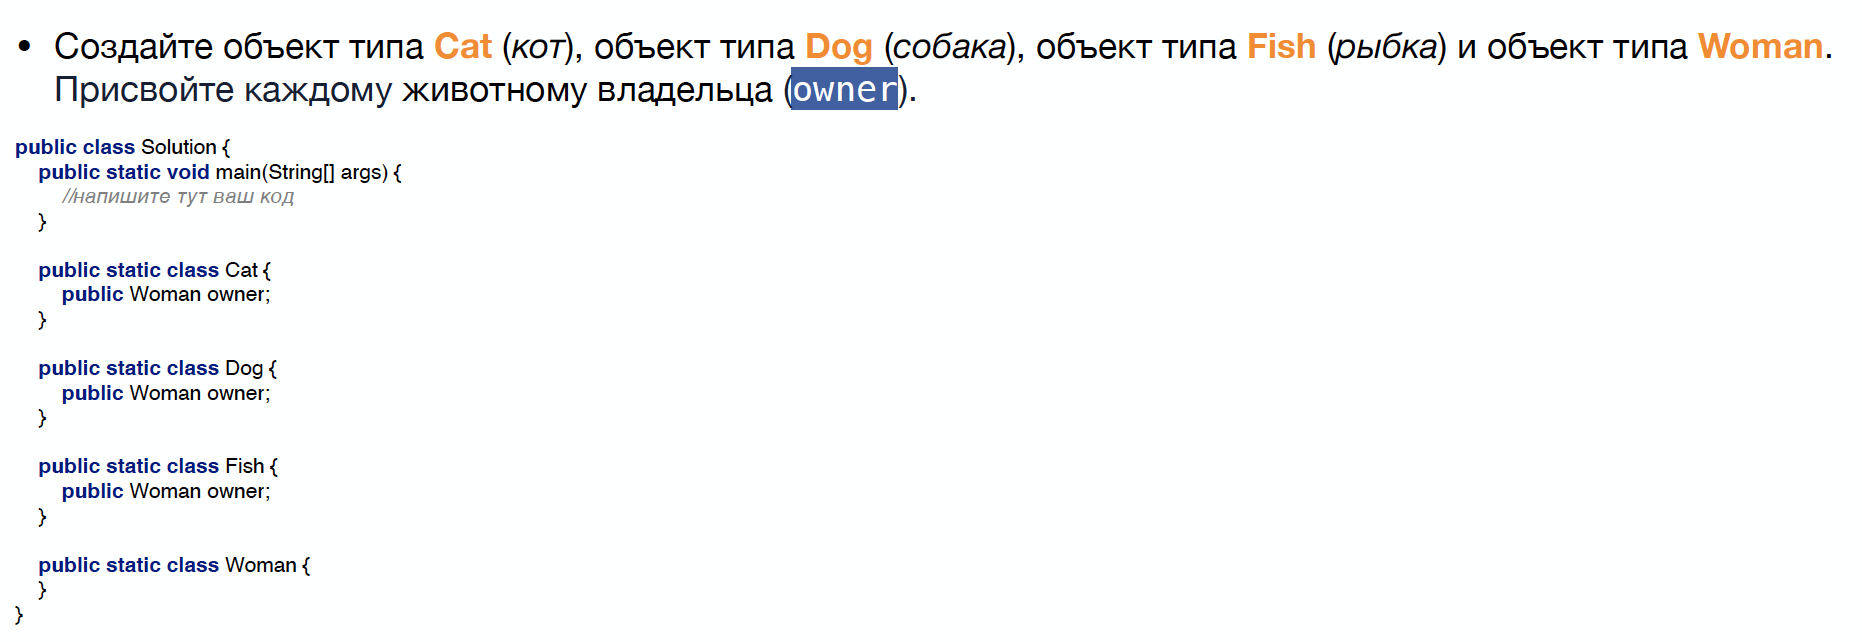 • Создайте объект типа Cat (кот), объект типа Dog (собака), объект типа Fish (рыбка) и объект типа Woman.
Присвойте каждому животному владельца (owner).
public class Solution {
public static void main(String[] args) {
//напишите тут ваш код
}
public static class Cat {
public Woman owner;
}
public static class Dog {
public Woman owner;
}
public static class Fish {
public Woman owner;
}
public static class Woman {
}
}